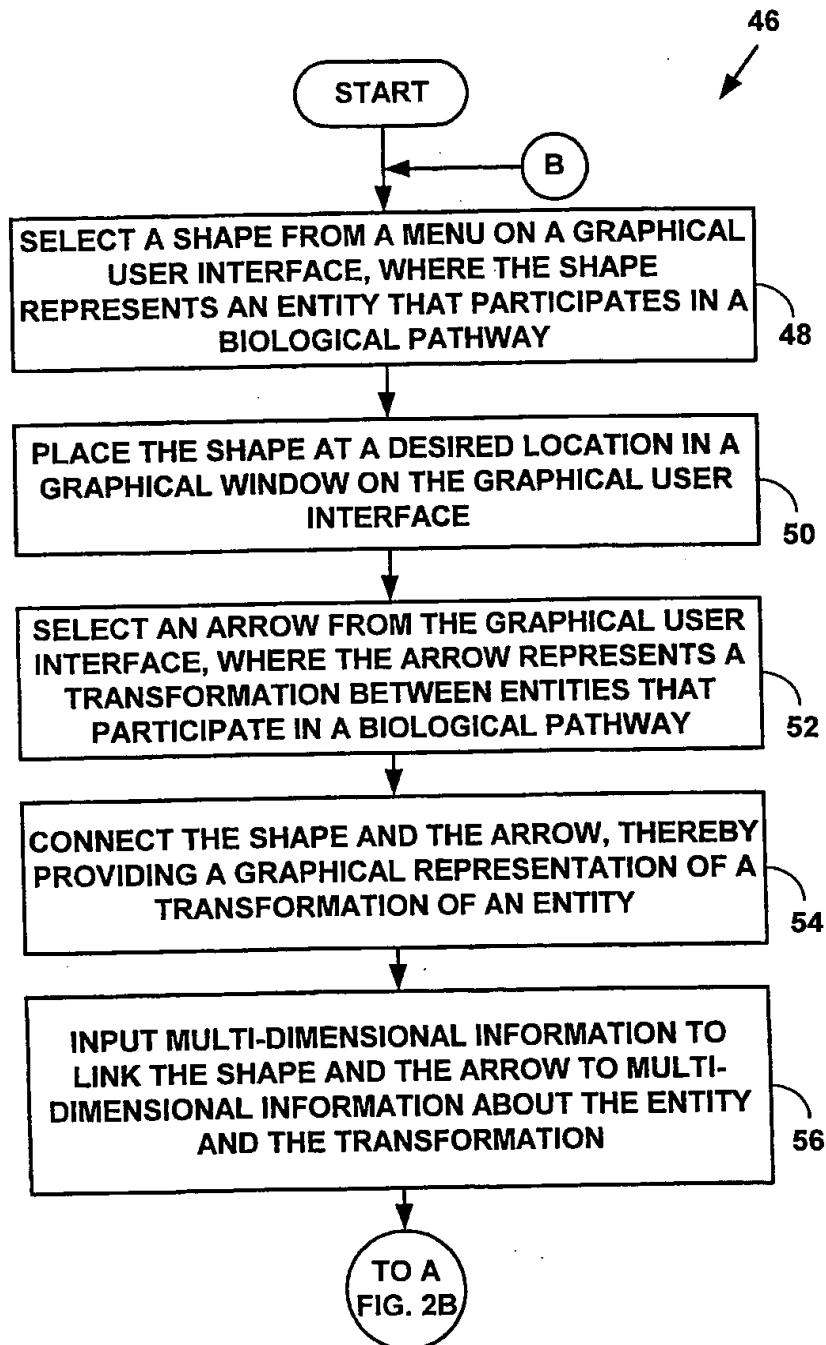 46
START
B
SELECT A SHAPE FROM A MENU ON A GRAPHICAL
USER INTERFACE, WHERE THE SHAPE
REPRESENTS AN ENTITY THAT PARTICIPATES IN A
BIOLOGICAL PATHWAY
48
PLACE THE SHAPE AT A DESIRED LOCATION IN A
GRAPHICAL WINDOW ON THE GRAPHICAL USER
INTERFACE
50
SELECT AN ARROW FROM THE GRAPHICAL USER
INTERFACE, WHERE THE ARROW REPRESENTS A
TRANSFORMATION BETWEEN ENTITIES THAT
PARTICIPATE IN A BIOLOGICAL PATHWAY
52
CONNECT THE SHAPE AND THE ARROW, THEREBY
PROVIDING A GRAPHICAL REPRESENTATION OF A
TRANSFORMATION OF AN ENTITY
54
INPUT MULTI-DIMENSIONAL INFORMATION TO
LINK THE SHAPE AND THE ARROW TO MULTI-
DIMENSIONAL INFORMATION ABOUT THE ENTITY
AND THE TRANSFORMATION
56
TO A
FIG. 2B